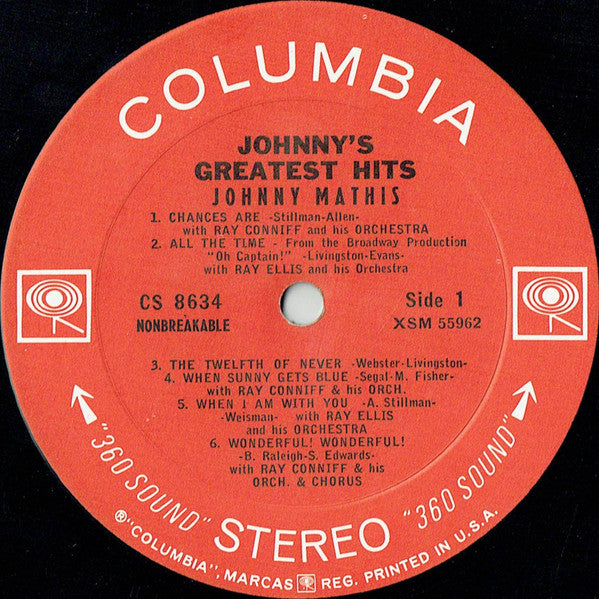 COLUMBIA
JOHNNY'S
GREATEST HITS
JOHNNY MATHIS
1. CHANCES ARE -Stillman-Allen-
with RAY CONNIFF and his ORCHESTRA
2. ALL THE TIME - From the Broadway Production
"Oh Captain!" -Livingston-Evans-
with RAY ELLIS and his Orchestra
CS 8634 Side 1
NONBREAKABLE XSM 55962
3. THE TWELFTH OF NEVER -Webster-Livingston-
4. WHEN SUNNY GETS BLUE -Segal-M. Fisher-
with RAY CONNIFF & his ORCH.
5. WHEN I AM WITH YOU -A. Stillman-
-Weisman- with RAY ELLIS
and his ORCHESTRA
6. WONDERFUL! WONDERFUL!
-B. Raleigh-S. Edwards-
with RAY CONNIFF & his
ORCH. & CHORUS
"360 SOUND" STEREO "360 SOUND"
®"COLUMBIA", MARCAS REG. PRINTED IN U.S.A.